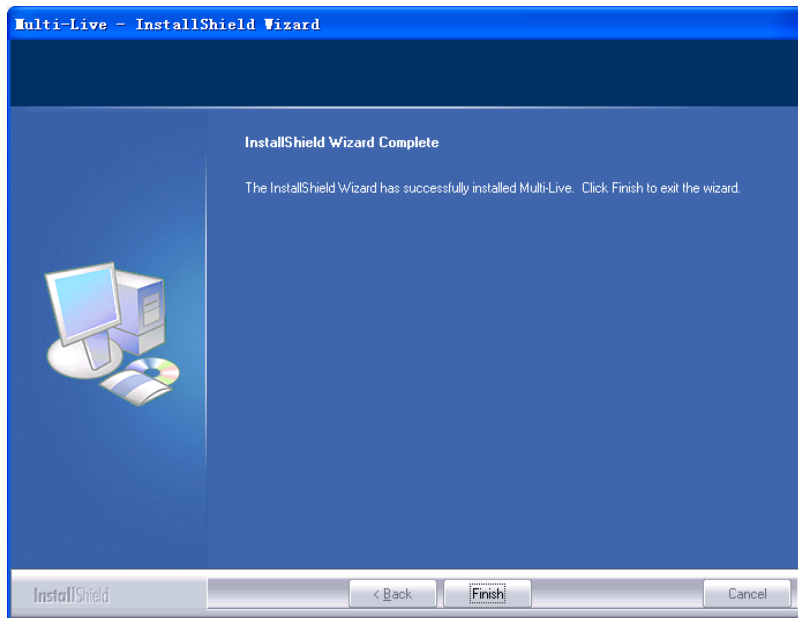 Multi-Live - InstallShield Wizard
InstallShield Wizard Complete
The InstallShield Wizard has successfully installed Multi-Live. Click Finish to exit the wizard.
InstallShield
< Back
Finish
Cancel